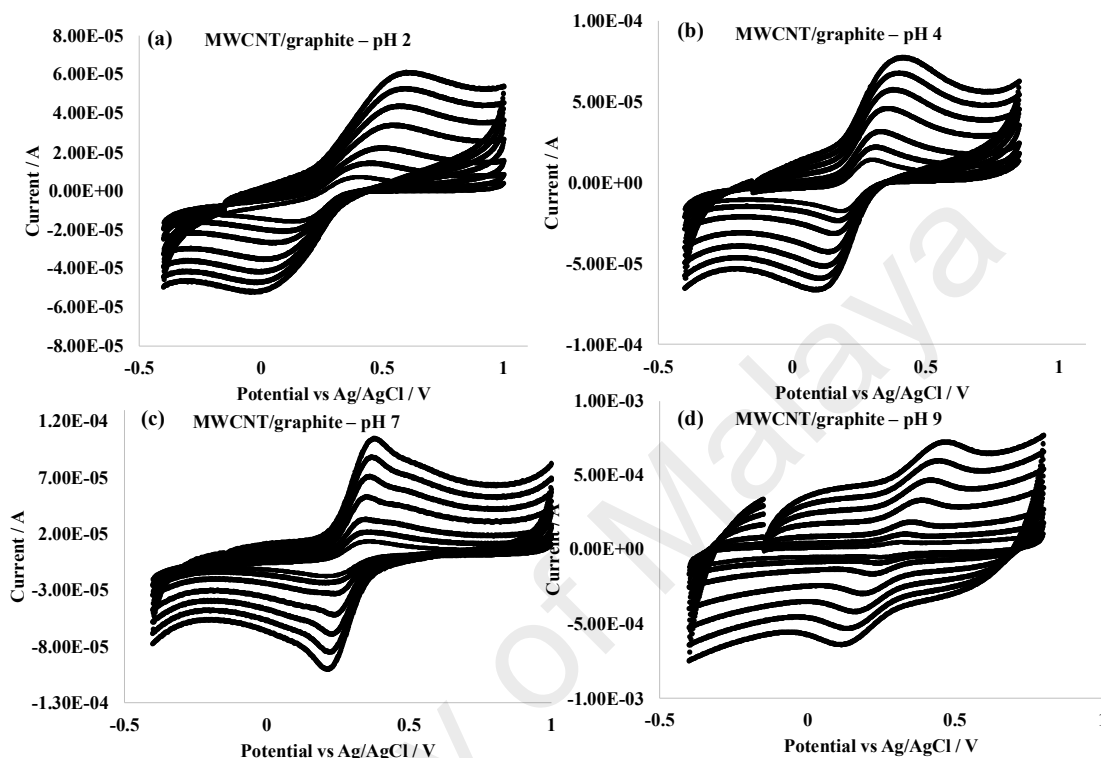 (a) MWCNT/graphite – pH 2
8.00E-05
6.00E-05
4.00E-05
2.00E-05
0.00E+00
-2.00E-05
-4.00E-05
-6.00E-05
-8.00E-05
Current / A
-0.5 0 0.5 1
Potential vs Ag/AgCl / V
(b) MWCNT/graphite – pH 4
1.00E-04
5.00E-05
0.00E+00
-5.00E-05
-1.00E-04
Current / A
-0.5 0 0.5 1
Potential vs Ag/AgCl / V
(c) MWCNT/graphite – pH 7
1.20E-04
7.00E-05
2.00E-05
-3.00E-05
-8.00E-05
-1.30E-04
Current / A
-0.5 0 0.5 1
Potential vs Ag/AgCl / V
(d) MWCNT/graphite – pH 9
1.00E-03
5.00E-04
0.00E+00
-5.00E-04
-1.00E-03
Current / A
-0.5 0 0.5 1
Potential vs Ag/AgCl / V
y of Malaya